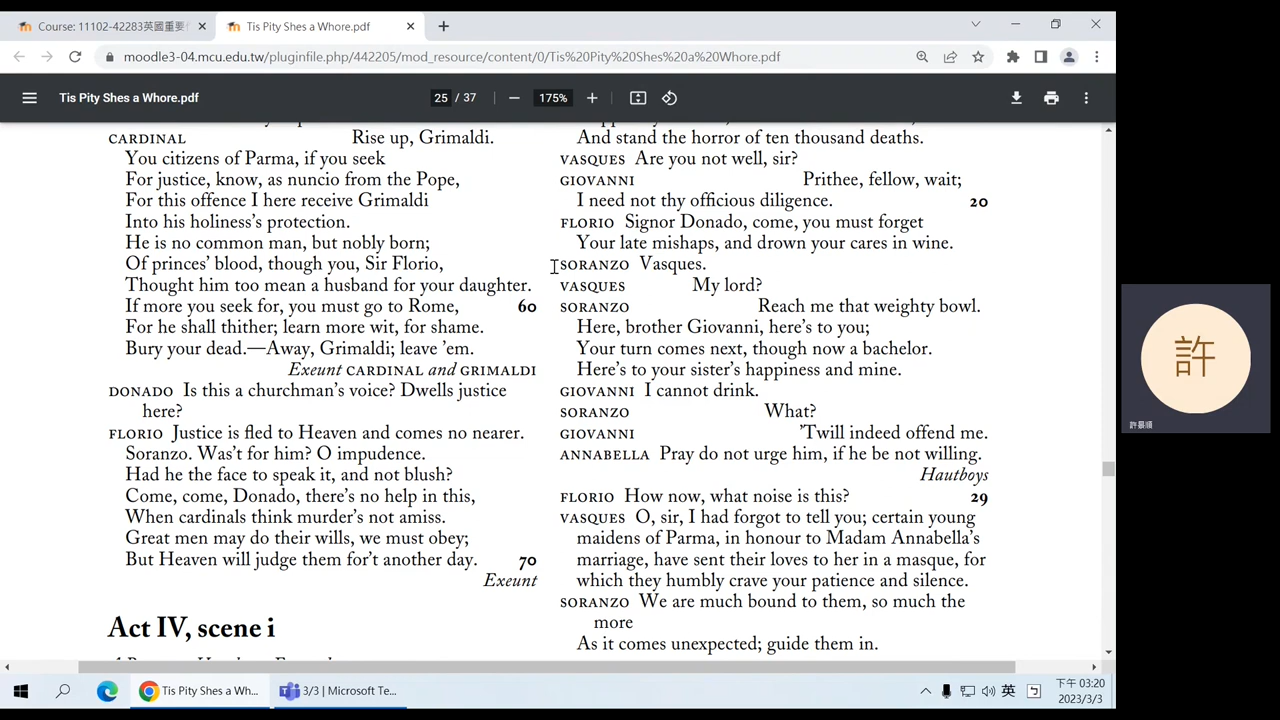 Course: 11102-42283英國重要
Tis Pity Shes a Whore.pdf
moodle3-04.mcu.edu.tw/pluginfile.php/442205/mod_resource/content/0/Tis%20Pity%20Shes%20a%20Whore.pdf
Tis Pity Shes a Whore.pdf
25 / 37
175%
CARDINAL Rise up, Grimaldi.
You citizens of Parma, if you seek
For justice, know, as nuncio from the Pope,
For this offence I here receive Grimaldi
Into his holiness's protection.
He is no common man, but nobly born;
Of princes' blood, though you, Sir Florio,
Thought him too mean a husband for your daughter.
If more you seek for, you must go to Rome, 60
For he shall thither; learn more wit, for shame.
Bury your dead.—Away, Grimaldi; leave 'em.
Exeunt CARDINAL and GRIMALDI
DONADO Is this a churchman's voice? Dwells justice
here?
FLORIO Justice is fled to Heaven and comes no nearer.
Soranzo. Was't for him? O impudence.
Had he the face to speak it, and not blush?
Come, come, Donado, there's no help in this,
When cardinals think murder's not amiss.
Great men may do their wills, we must obey;
But Heaven will judge them for't another day. 70
Exeunt
Act IV, scene i
And stand the horror of ten thousand deaths.
VASQUES Are you not well, sir?
GIOVANNI Prithee, fellow, wait;
I need not thy officious diligence. 20
FLORIO Signor Donado, come, you must forget
Your late mishaps, and drown your cares in wine.
SORANZO Vasques.
VASQUES My lord?
SORANZO Reach me that weighty bowl.
Here, brother Giovanni, here's to you;
Your turn comes next, though now a bachelor.
Here's to your sister's happiness and mine.
GIOVANNI I cannot drink.
SORANZO What?
GIOVANNI 'Twill indeed offend me.
ANNABELLA Pray do not urge him, if he be not willing.
Hautboys
FLORIO How now, what noise is this? 29
VASQUES O, sir, I had forgot to tell you; certain young
maidens of Parma, in honour to Madam Annabella's
marriage, have sent their loves to her in a masque, for
which they humbly crave your patience and silence.
SORANZO We are much bound to them, so much the
more
As it comes unexpected; guide them in.
許
許景順
Tis Pity Shes a Wh...
3/3 | Microsoft Te...
英
下午 03:20
2023/3/3